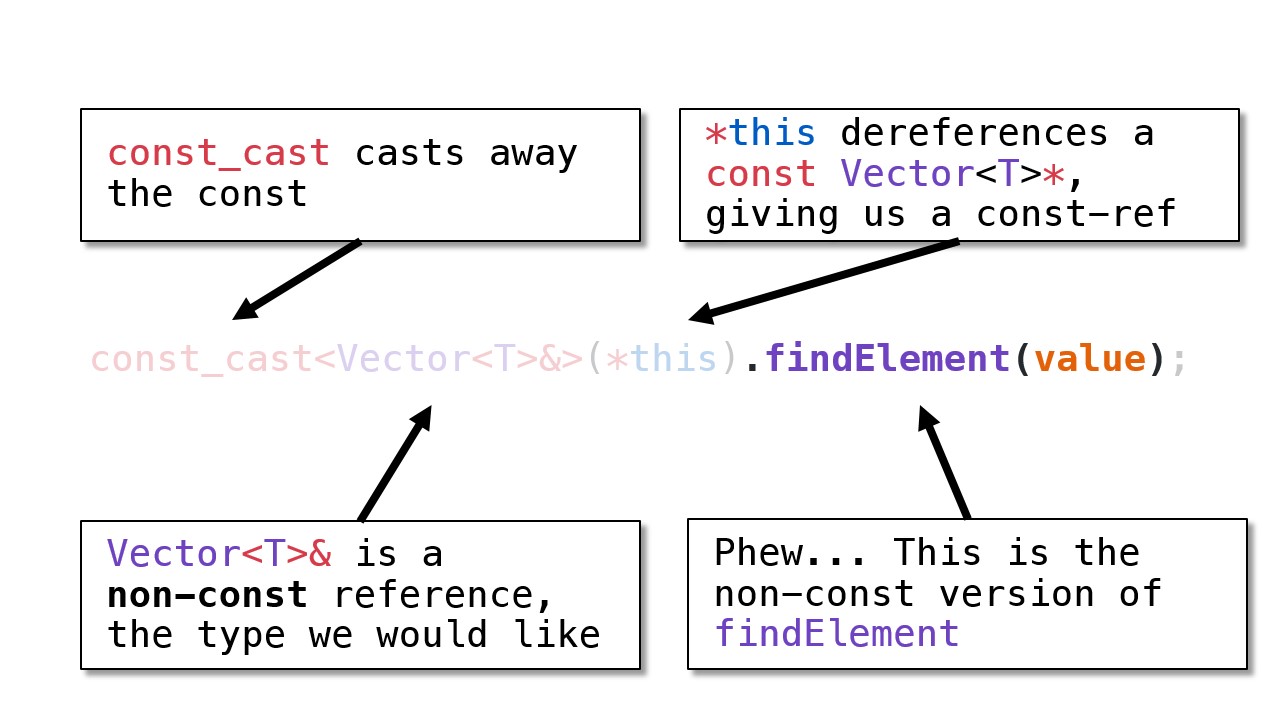 const_cast casts away
the const
*this dereferences a
const Vector<T>*,
giving us a const-ref
const_cast<Vector<T>&>(*this).findElement(value);
Vector<T>& is a
non-const reference,
the type we would like
Phew... This is the
non-const version of
findElement